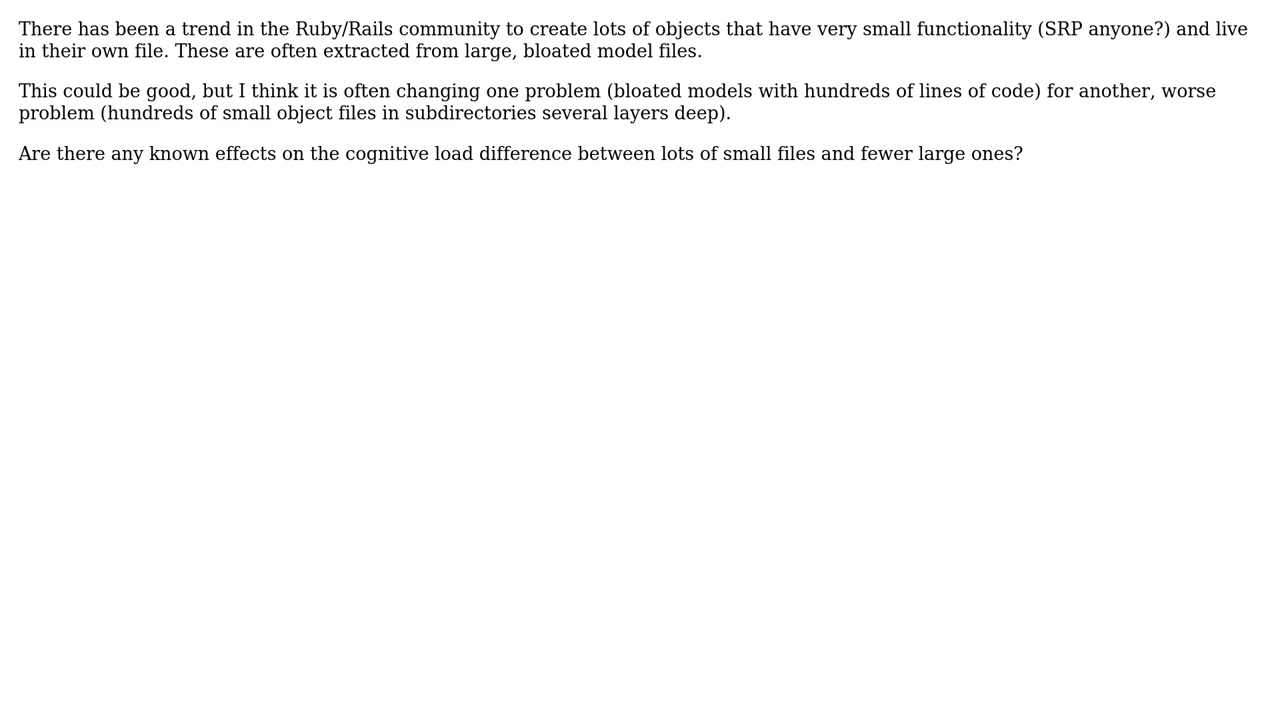 There has been a trend in the Ruby/Rails community to create lots of objects that have very small functionality (SRP anyone?) and live
in their own file. These are often extracted from large, bloated model files.
This could be good, but I think it is often changing one problem (bloated models with hundreds of lines of code) for another, worse
problem (hundreds of small object files in subdirectories several layers deep).
Are there any known effects on the cognitive load difference between lots of small files and fewer large ones?